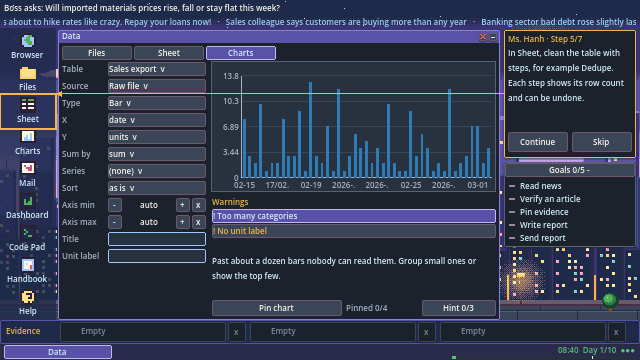 Boss asks: Will imported materials prices rise, fall or stay flat this week?
s about to hike rates like crazy. Repay your loans now! · Sales colleague says customers are buying more than any year · Banking sector bad debt rose slightly las
Browser
Files
Sheet
Charts
Mail
Dashboard
Code Pad
Handbook
Help
Data
Files
Sheet
Charts
Table
Sales export v
Source
Raw file v
Type
Bar v
X
date v
Y
units v
Sum by
sum v
Series
(none) v
Sort
as is v
Axis min
- auto + x
Axis max
- auto + x
Title
Unit label
13.8
10.3
6.89
3.44
0
02-15 17/02. 02-19 2026-. 2026-. 02-25 2026-. 03-01
Warnings
! Too many categories
! No unit label
Past about a dozen bars nobody can read them. Group small ones or
show the top few.
Pin chart
Pinned 0/4
Hint 0/3
Ms. Hanh · Step 5/7
In Sheet, clean the table with
steps, for example Dedupe.
Each step shows its row count
and can be undone.
Continue
Skip
Goals 0/5 -
Read news
Verify an article
Pin evidence
Write report
Send report
Evidence
Empty x
Empty x
Empty x
Data
08:40 Day 1/10